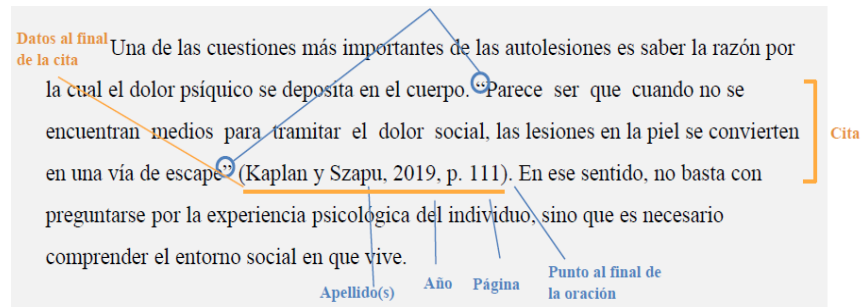 Datos al final
de la cita
Una de las cuestiones más importantes de las autolesiones es saber la razón por
la cual el dolor psíquico se deposita en el cuerpo. “Parece ser que cuando no se
encuentran medios para tramitar el dolor social, las lesiones en la piel se convierten
Cita
en una vía de escape” (Kaplan y Szapu, 2019, p. 111). En ese sentido, no basta con
preguntarse por la experiencia psicológica del individuo, sino que es necesario
comprender el entorno social en que vive.
Apellido(s)
Año
Página
Punto al final de
la oración